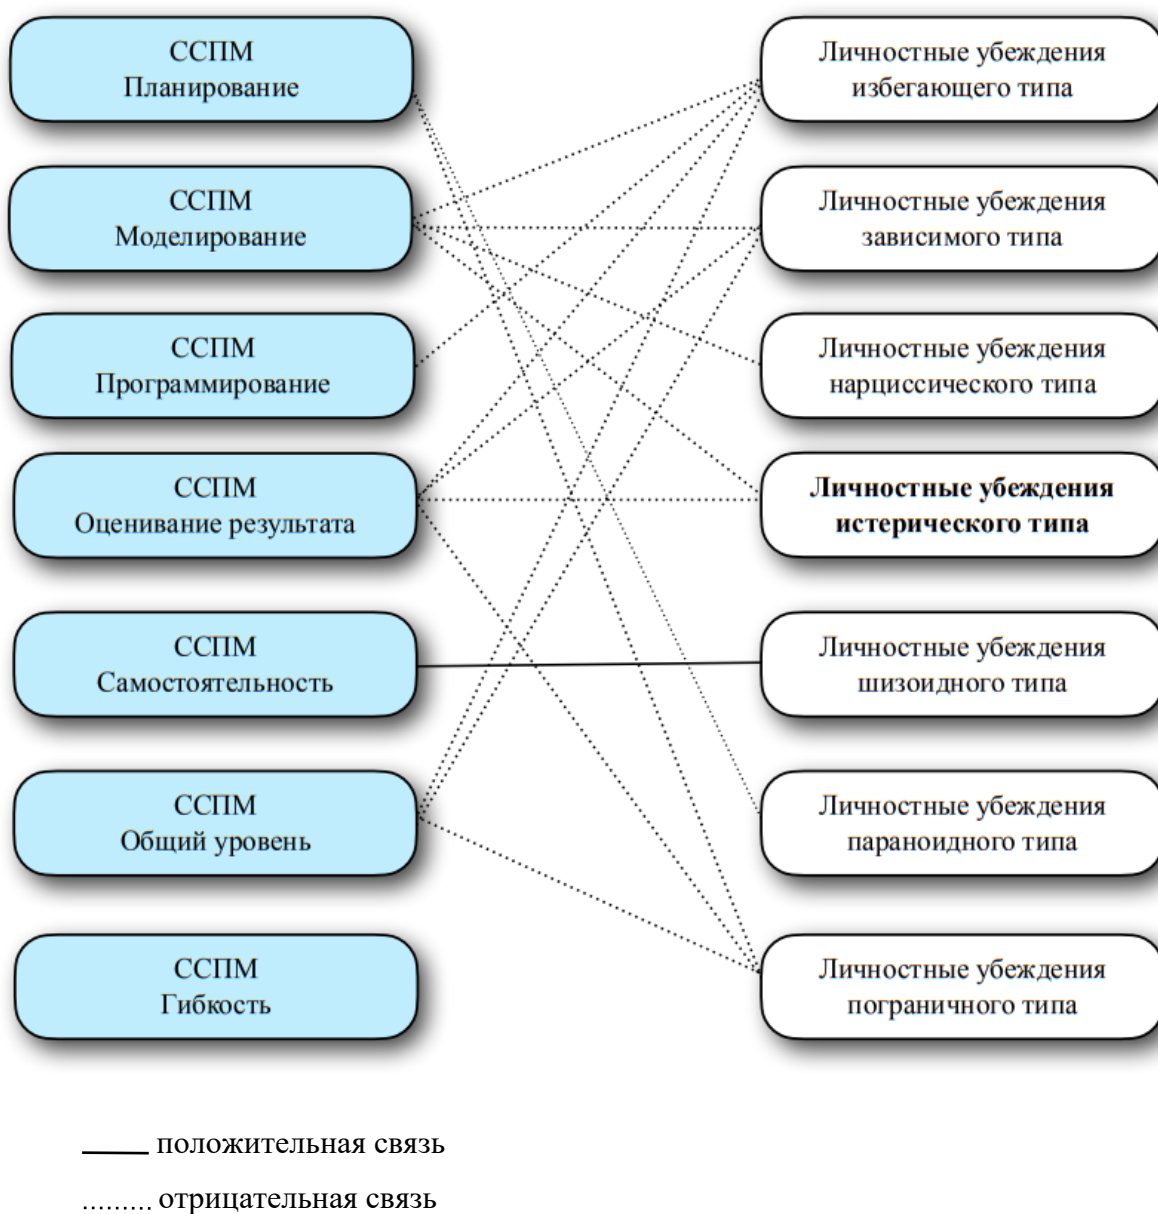 ССПМ
Планирование
Личностные убеждения
избегающего типа
ССПМ
Моделирование
Личностные убеждения
зависимого типа
ССПМ
Программирование
Личностные убеждения
нарциссического типа
ССПМ
Оценивание результата
Личностные убеждения
истерического типа
ССПМ
Самостоятельность
Личностные убеждения
шизоидного типа
ССПМ
Общий уровень
Личностные убеждения
параноидного типа
ССПМ
Гибкость
Личностные убеждения
пограничного типа
положительная связь
......... отрицательная связь